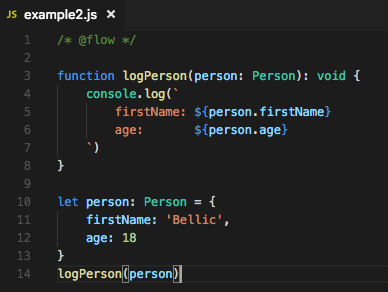 JS example2.js ×
1 /* @flow */
2
3 function logPerson(person: Person): void {
4     console.log(`
5         firstName: ${person.firstName}
6         age:       ${person.age}
7     `)
8 }
9
10 let person: Person = {
11     firstName: 'Bellic',
12     age: 18
13 }
14 logPerson(person)